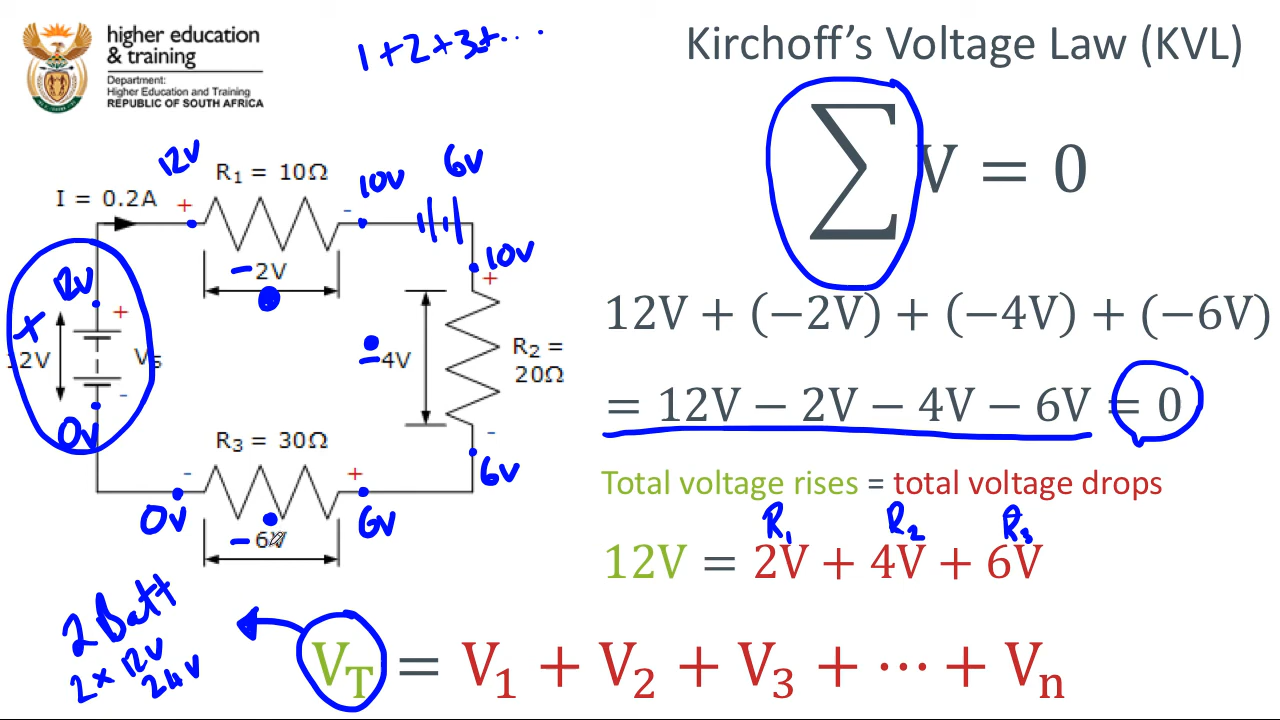 higher education
& training
Department:
Higher Education and Training
REPUBLIC OF SOUTH AFRICA
1+2+3+...
Kirchoff's Voltage Law (KVL)
∑V = 0
12V
R₁ = 10Ω
10V
6V
I = 0.2A
+
-
-2V
10V
+
12V
+
+
12V
Vs
-
0V
-4V
R₂ =
20Ω
-
6V
R₃ = 30Ω
-
+
0V
6V
-6V
12V + (−2V) + (−4V) + (−6V)
= 12V − 2V − 4V − 6V = 0
Total voltage rises = total voltage drops
R₁ R₂ R₃
12V = 2V + 4V + 6V
2 Batt
2 x 12V
24V
V_T = V₁ + V₂ + V₃ + ⋯ + Vₙ